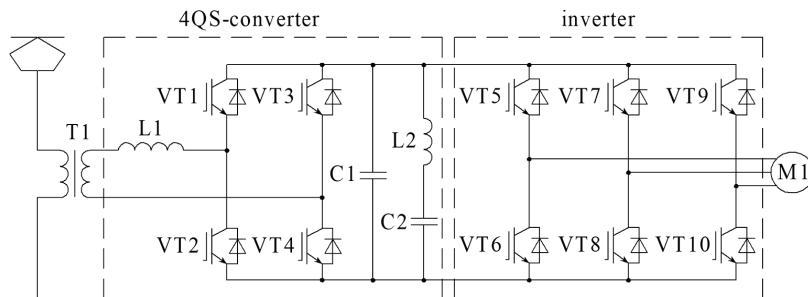 4QS-converter
inverter
VT1
VT3
VT5
VT7
VT9
T1
L1
L2
C1
M1
C2
VT2
VT4
VT6
VT8
VT10